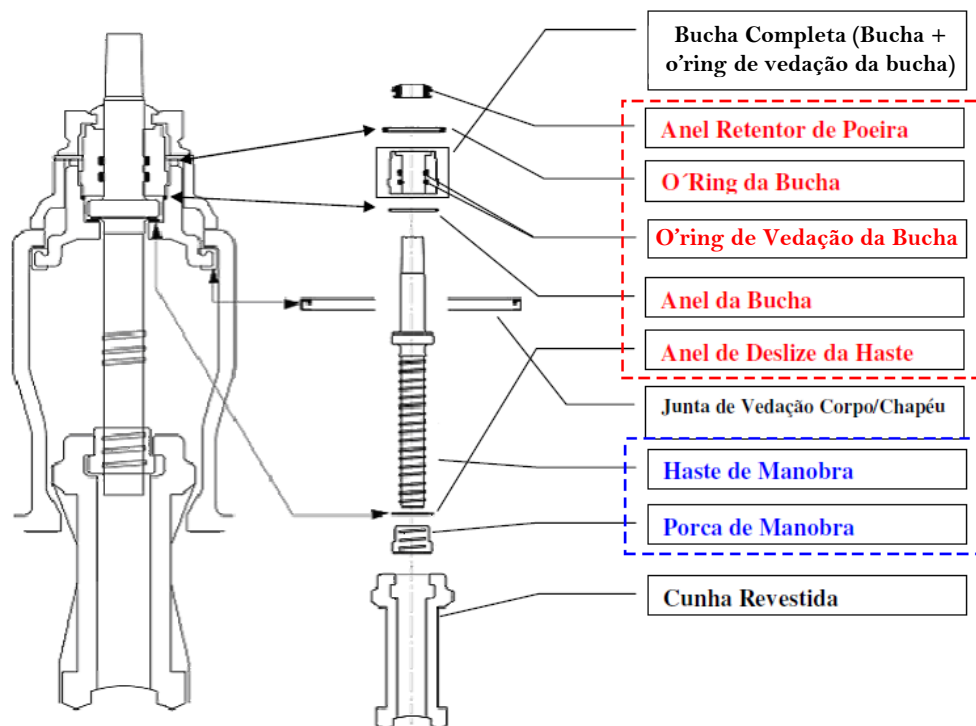 Bucha Completa (Bucha +
o'ring de vedação da bucha)
Anel Retentor de Poeira
O´Ring da Bucha
O'ring de Vedação da Bucha
Anel da Bucha
Anel de Deslize da Haste
Junta de Vedação Corpo/Chapéu
Haste de Manobra
Porca de Manobra
Cunha Revestida